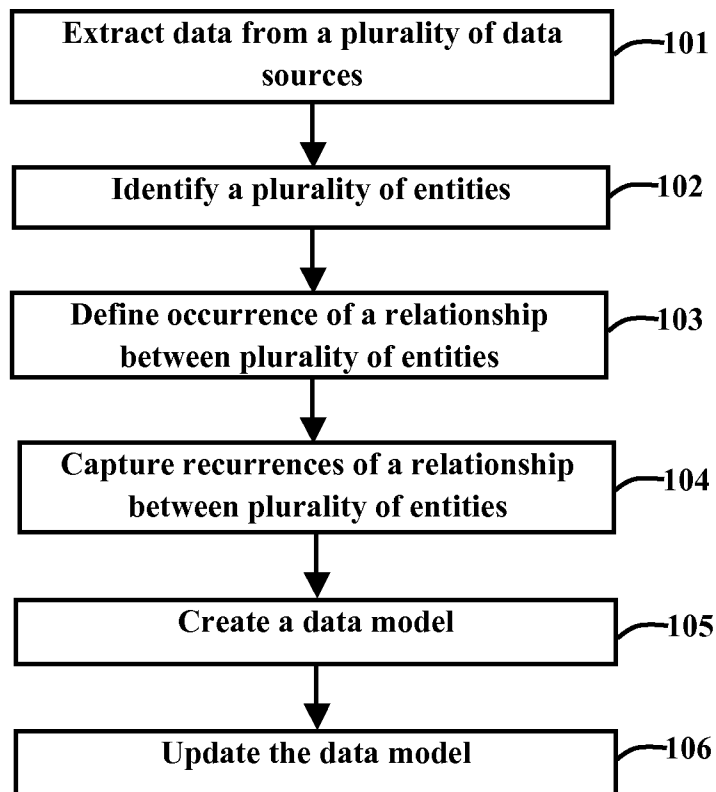 Extract data from a plurality of data
sources
101
Identify a plurality of entities
102
Define occurrence of a relationship
between plurality of entities
103
Capture recurrences of a relationship
between plurality of entities
104
Create a data model
105
Update the data model
106